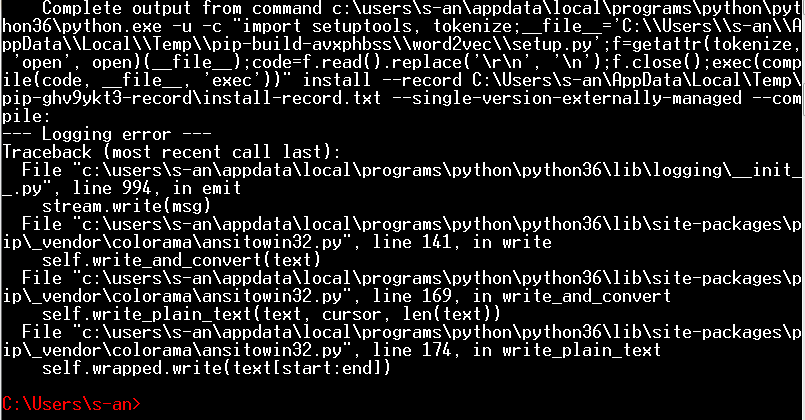 Complete output from command c:\users\s-an\appdata\local\programs\python\pyt
hon36\python.exe -u -c "import setuptools, tokenize;__file__='C:\\Users\\s-an\\A
ppData\\Local\\Temp\\pip-build-avxphbss\\word2vec\\setup.py';f=getattr(tokenize,
 'open', open)(__file__);code=f.read().replace('\r\n', '\n');f.close();exec(comp
ile(code, __file__, 'exec'))" install --record C:\Users\s-an\AppData\Local\Temp\
pip-ghv9ykt3-record\install-record.txt --single-version-externally-managed --com
pile:
--- Logging error ---
Traceback (most recent call last):
  File "c:\users\s-an\appdata\local\programs\python\python36\lib\logging\__init_
_.py", line 994, in emit
    stream.write(msg)
  File "c:\users\s-an\appdata\local\programs\python\python36\lib\site-packages\p
ip\_vendor\colorama\ansitowin32.py", line 141, in write
    self.write_and_convert(text)
  File "c:\users\s-an\appdata\local\programs\python\python36\lib\site-packages\p
ip\_vendor\colorama\ansitowin32.py", line 169, in write_and_convert
    self.write_plain_text(text, cursor, len(text))
  File "c:\users\s-an\appdata\local\programs\python\python36\lib\site-packages\p
ip\_vendor\colorama\ansitowin32.py", line 174, in write_plain_text
    self.wrapped.write(text[start:end])
C:\Users\s-an>